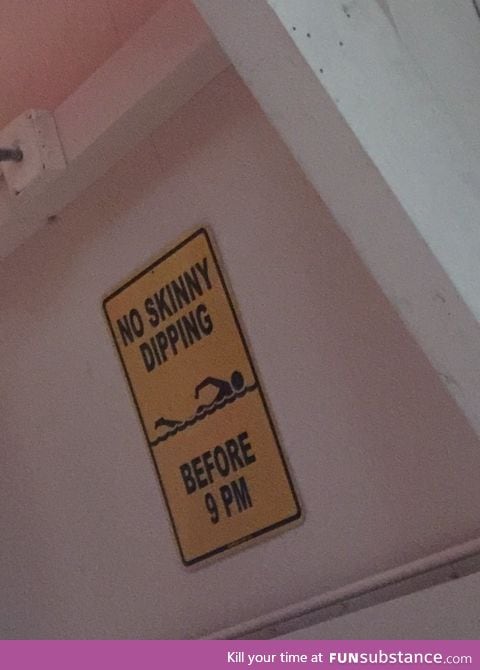 NO SKINNY
DIPPING
BEFORE
9 PM
Kill your time at FUNsubstance.com